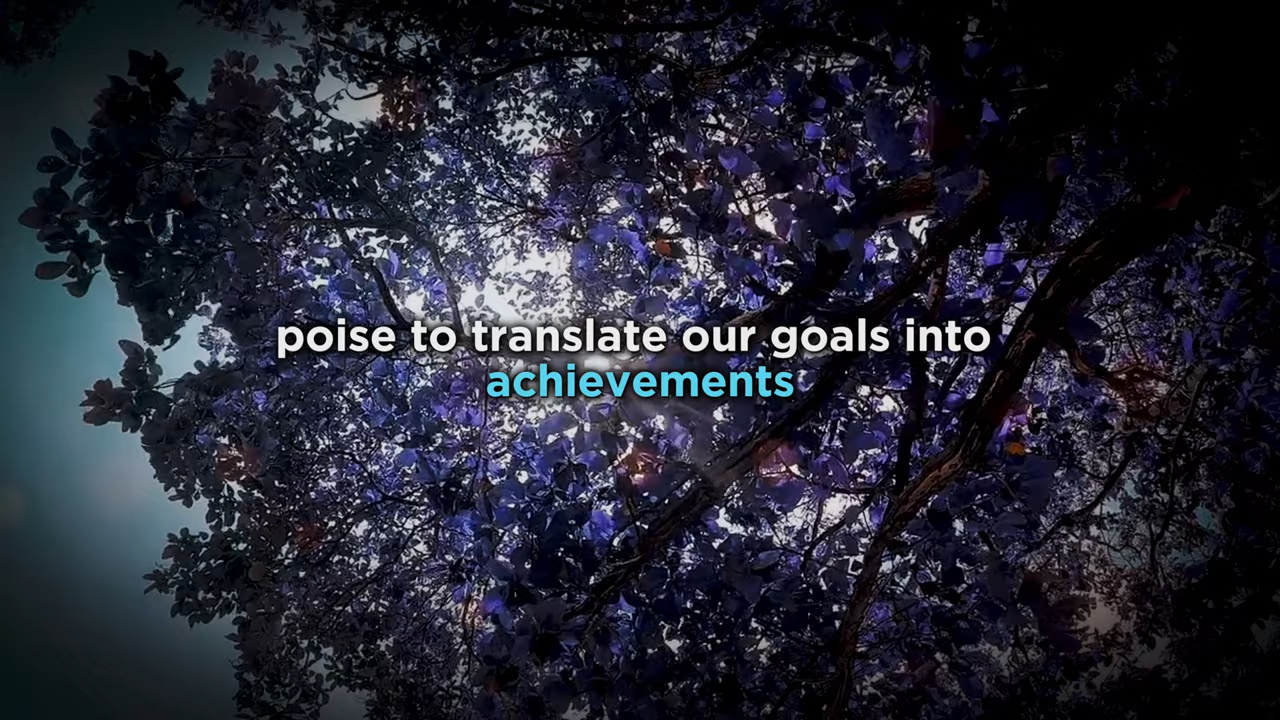 poise to translate our goals into
achievements